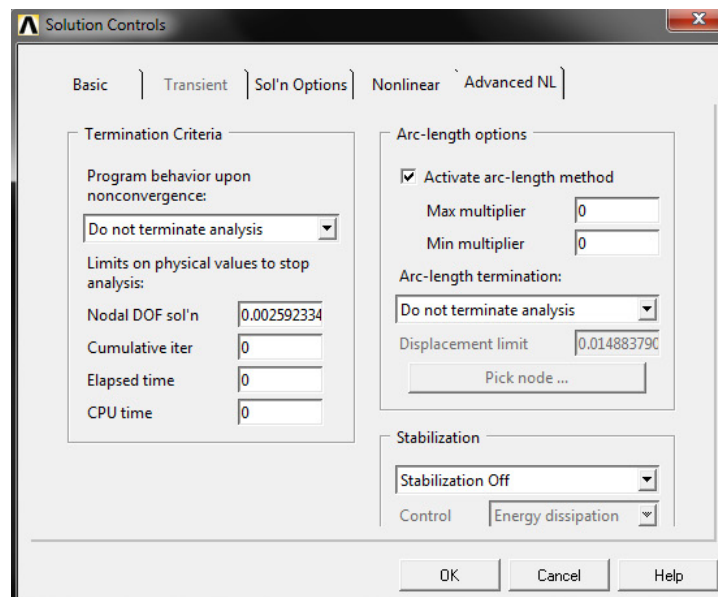 Solution Controls
Basic
Transient
Sol'n Options
Nonlinear
Advanced NL
Termination Criteria
Program behavior upon
nonconvergence:
Do not terminate analysis
Limits on physical values to stop
analysis:
Nodal DOF sol'n 0.002592334
Cumulative iter 0
Elapsed time 0
CPU time 0
Arc-length options
Activate arc-length method
Max multiplier 0
Min multiplier 0
Arc-length termination:
Do not terminate analysis
Displacement limit 0.01488379
Pick node ...
Stabilization
Stabilization Off
Control Energy dissipation
OK
Cancel
Help